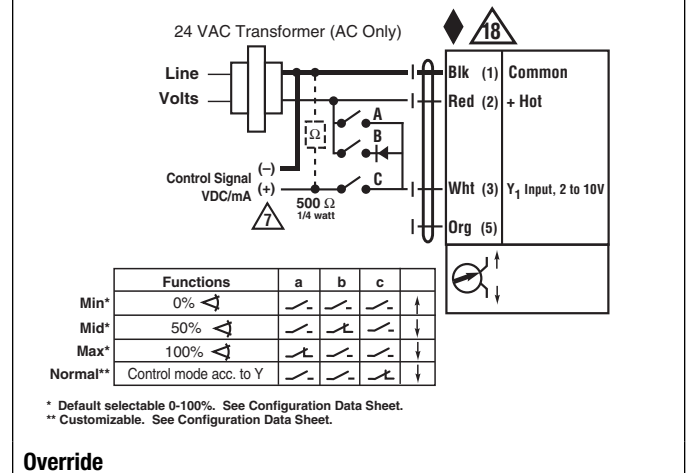 24 VAC Transformer (AC Only)
18
Line
Volts
Blk (1) Common
Red (2) + Hot
A
Ω
B
C
Control Signal (–)
VDC/mA (+)
7
500 Ω
1/4 watt
Wht (3) Y1 Input, 2 to 10V
Org (5)
Functions a b c
Min* 0%
Mid* 50%
Max* 100%
Normal** Control mode acc. to Y
* Default selectable 0-100%. See Configuration Data Sheet.
** Customizable. See Configuration Data Sheet.
Override